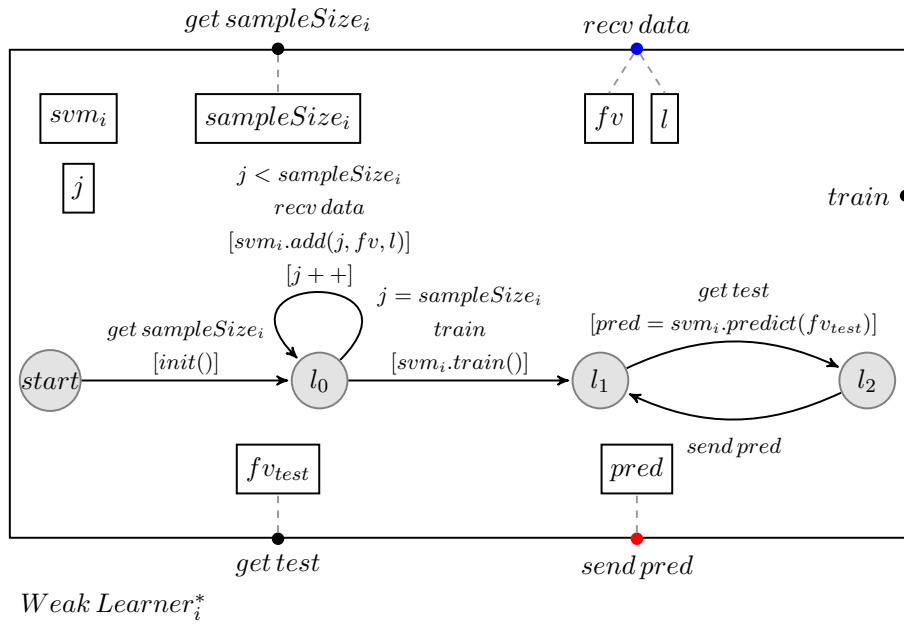 get sampleSize_i
recv data
svm_i
sampleSize_i
fv
l
j
train
j < sampleSize_i
recv data
[svm_i.add(j, fv, l)]
[j + +]
get sampleSize_i
[init()]
j = sampleSize_i
train
[svm_i.train()]
get test
[pred = svm_i.predict(fv_test)]
start
l_0
l_1
l_2
send pred
fv_test
pred
get test
send pred
Weak Learner_i^*